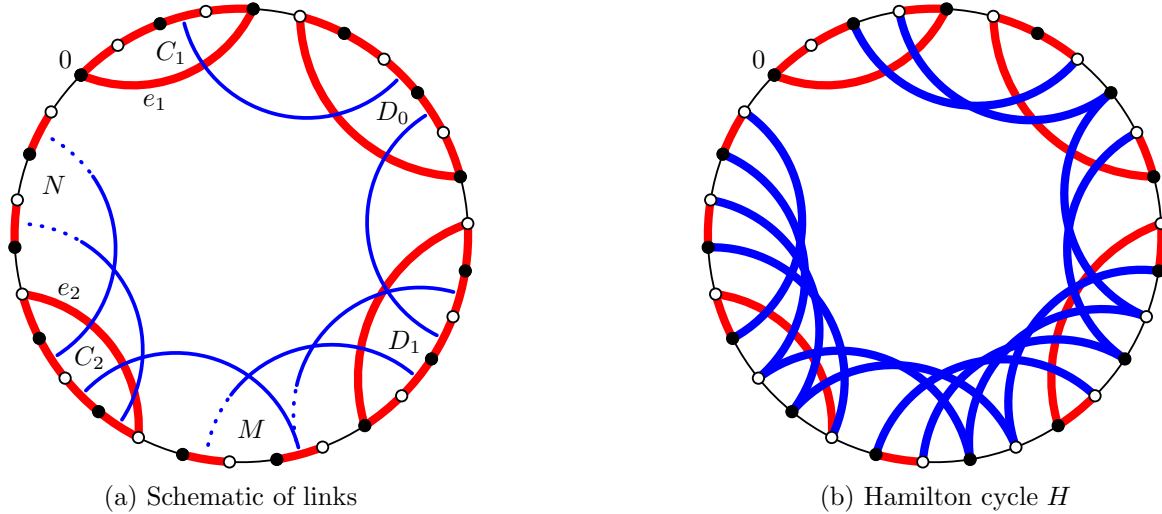 0
C₁
e₁
D₀
N
e₂
C₂
D₁
M
0
(a) Schematic of links
(b) Hamilton cycle H